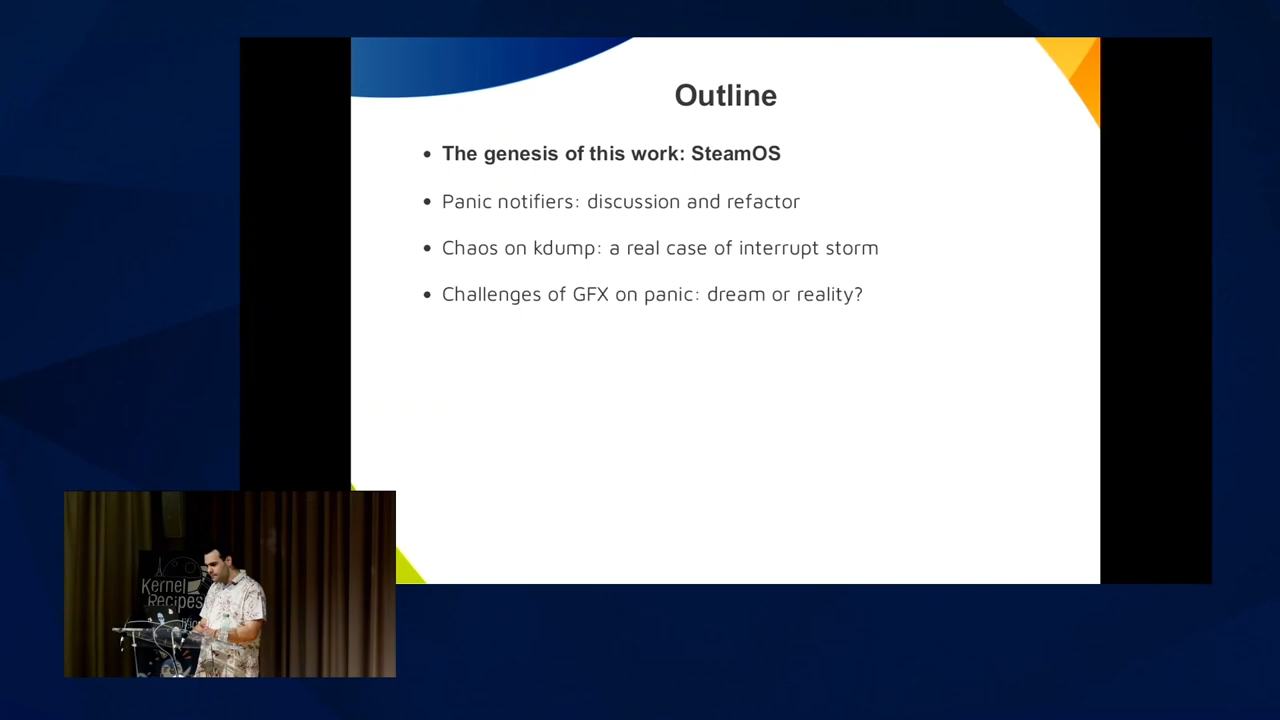 Outline
• The genesis of this work: SteamOS
• Panic notifiers: discussion and refactor
• Chaos on kdump: a real case of interrupt storm
• Challenges of GFX on panic: dream or reality?
Kernel
Recipes